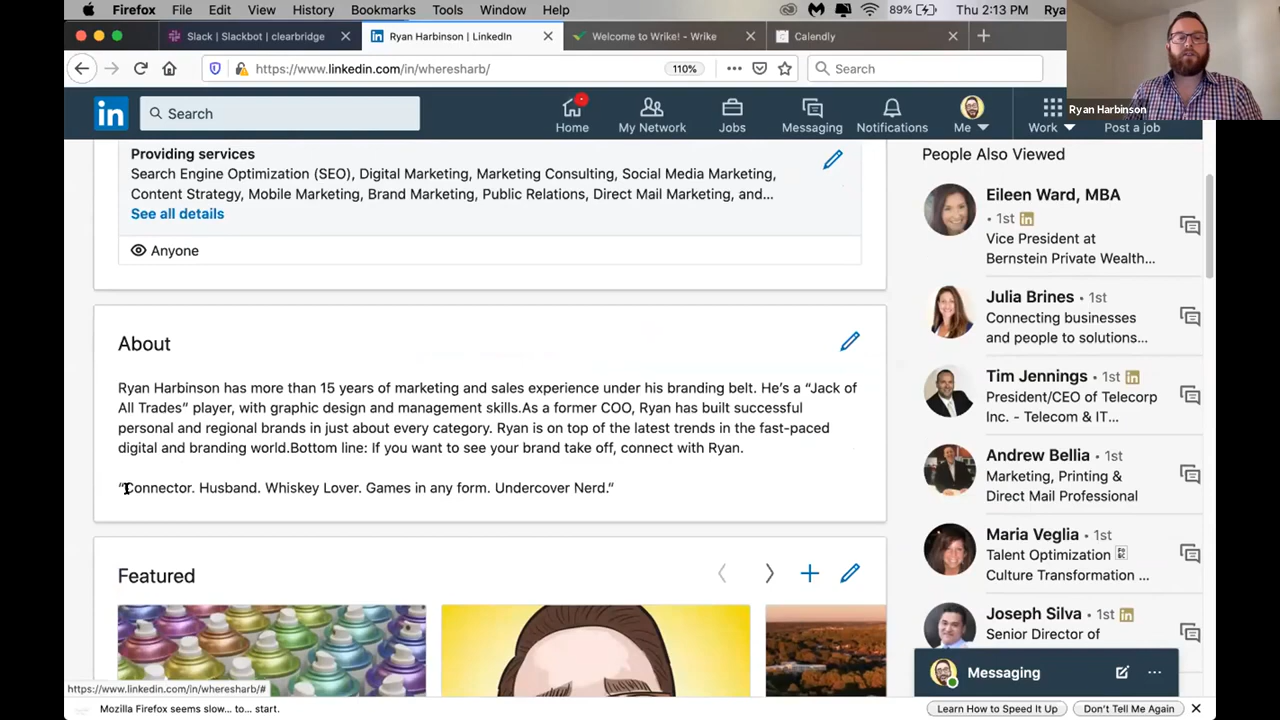 Firefox File Edit View History Bookmarks Tools Window Help 89% Thu 2:13 PM Rya
Slack | Slackbot | clearbridge
Ryan Harbinson | LinkedIn
Welcome to Wrike! - Wrike
Calendly
https://www.linkedin.com/in/wheresharb/
110%
Search
Ryan Harbinson
in
Search
Home
My Network
Jobs
Messaging
Notifications
Me
Work
Post a job
Providing services
Search Engine Optimization (SEO), Digital Marketing, Marketing Consulting, Social Media Marketing,
Content Strategy, Mobile Marketing, Brand Marketing, Public Relations, Direct Mail Marketing, and...
See all details
Anyone
About
Ryan Harbinson has more than 15 years of marketing and sales experience under his branding belt. He's a “Jack of
All Trades” player, with graphic design and management skills.As a former COO, Ryan has built successful
personal and regional brands in just about every category. Ryan is on top of the latest trends in the fast-paced
digital and branding world.Bottom line: If you want to see your brand take off, connect with Ryan.
“Connector. Husband. Whiskey Lover. Games in any form. Undercover Nerd.“
Featured
People Also Viewed
Eileen Ward, MBA
• 1st in
Vice President at
Bernstein Private Wealth...
Julia Brines • 1st
Connecting businesses
and people to solutions...
Tim Jennings • 1st in
President/CEO of Telecorp
Inc. - Telecom & IT...
Andrew Bellia • 1st
Marketing, Printing &
Direct Mail Professional
Maria Veglia • 1st
Talent Optimization
Culture Transformation ...
Joseph Silva • 1st in
Senior Director of
Messaging
https://www.linkedin.com/in/wheresharb/#
Mozilla Firefox seems slow... to... start.
Learn How to Speed It Up
Don't Tell Me Again